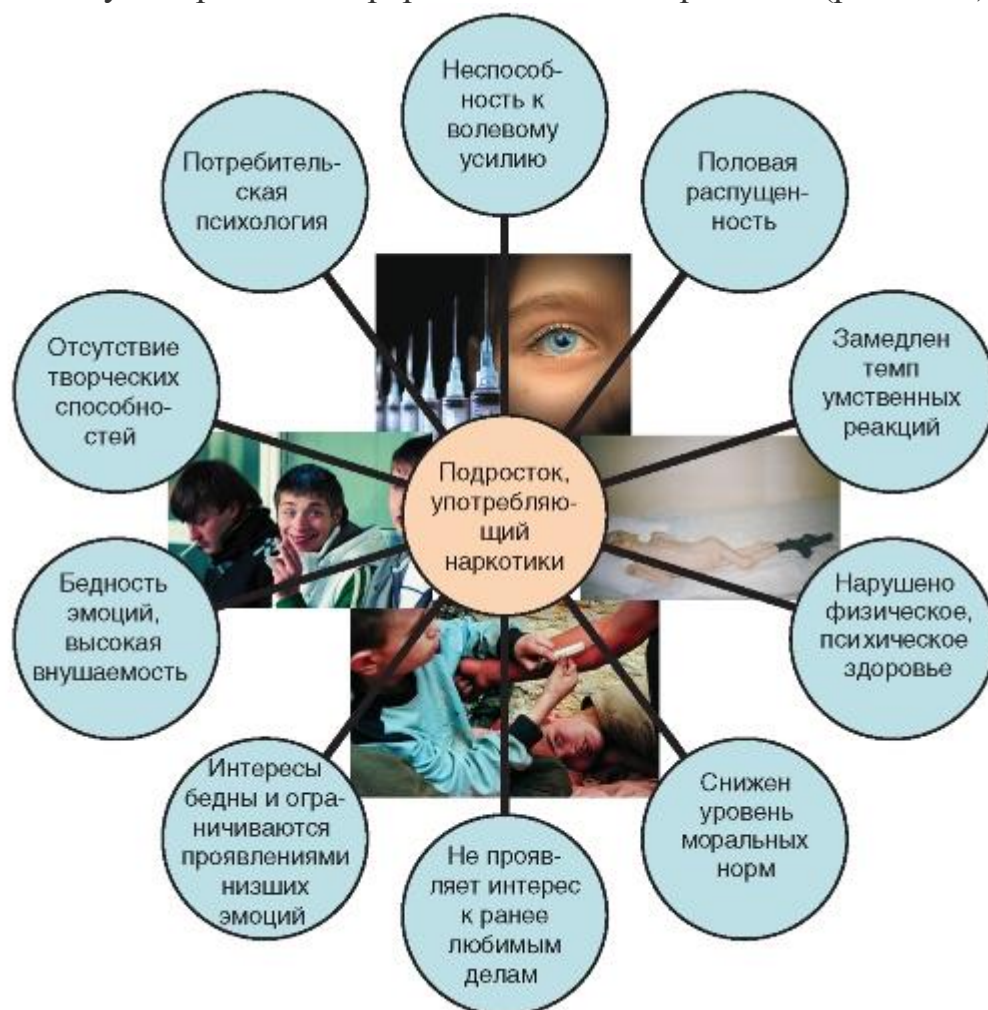 Неспособ-
ность к
волевому
усилию
Потребитель-
ская
психология
Половая
распущен-
ность
Отсутствие
творческих
способно-
стей
Замедлен
темп
умственных
реакций
Подросток,
употребляю-
щий
наркотики
Бедность
эмоций,
высокая
внушаемость
Нарушено
физическое,
психическое
здоровье
Интересы
бедны и огра-
ничиваются
проявлениями
низших
эмоций
Не прояв-
ляет интерес
к ранее
любимым
делам
Снижен
уровень
моральных
норм